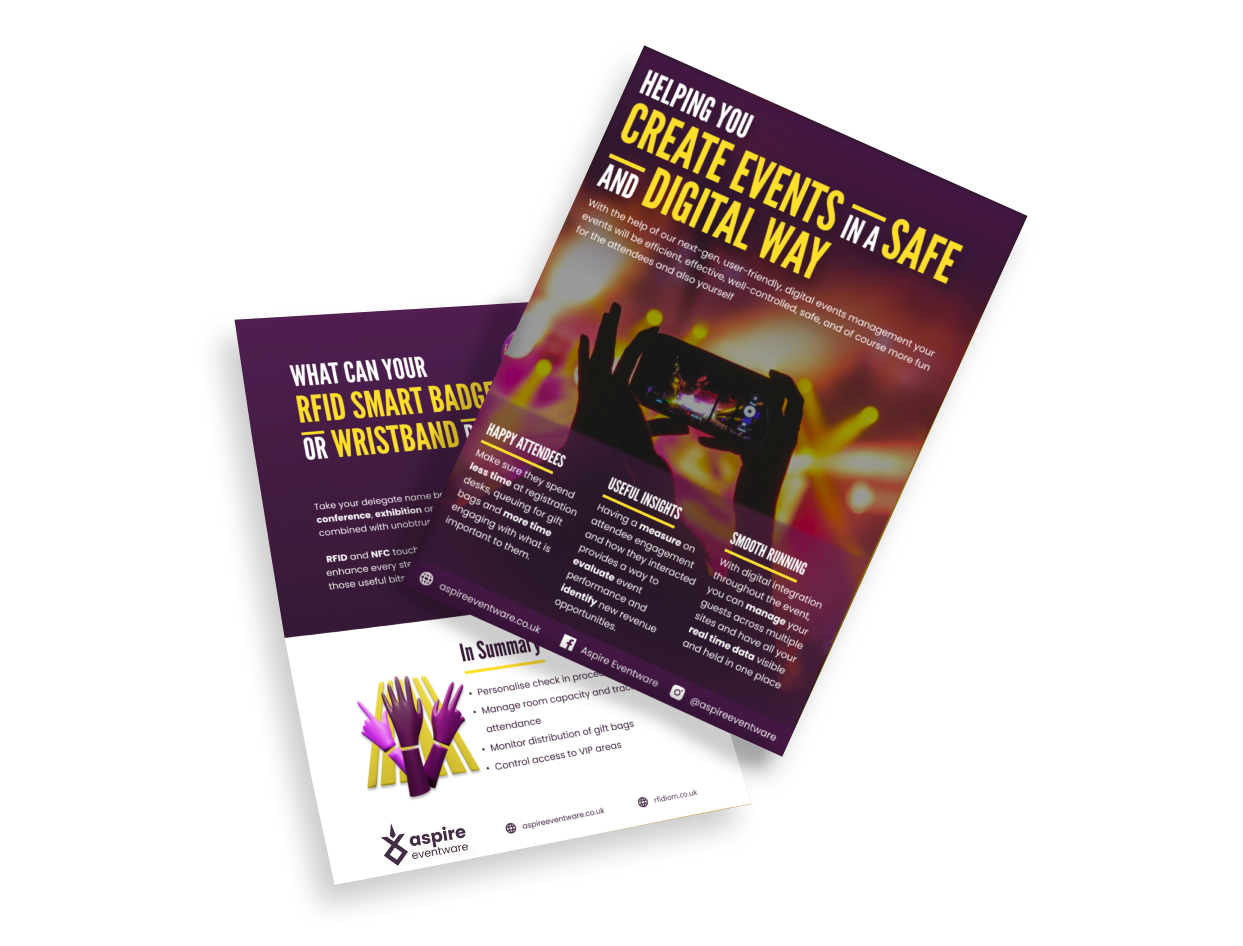 HELPING YOU
CREATE EVENTS IN A SAFE
AND DIGITAL WAY
With the help of our next-gen, user-friendly, digital events management your
events will be efficient, effective, well-controlled, safe, and of course more fun
for the attendees and also yourself
HAPPY ATTENDEES
Make sure they spend
less time at registration
desks, queuing for gift
bags and more time
engaging with what is
important to them.
USEFUL INSIGHTS
Having a measure on
attendee engagement
and how they interacted
provides a way to
evaluate event
performance and
identify new revenue
opportunities.
SMOOTH RUNNING
With digital integration
throughout the event,
you can manage your
guests across multiple
sites and have all your
real time data visible
and held in one place
aspireeventware.co.uk
Aspire Eventware
@aspireeventware
WHAT CAN YOUR
RFID SMART BADGE
OR WRISTBAND
Take your delegate name
conference, exhibition or
combined with
RFID and NFC touch
enhance every
those useful bits
In Summary
• Personalise check in
• Manage room capacity and
attendance
• Monitor distribution of gift bags
• Control access to VIP areas
aspire
eventware
aspireeventware.co.uk
rfidiom.co.uk